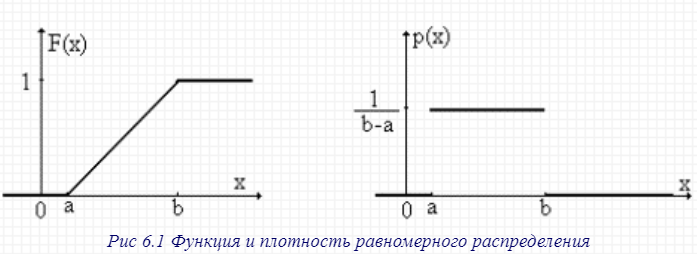 F(x)
1
0 a b x
p(x)
1
b-a
0 a b x
Рис 6.1 Функция и плотность равномерного распределения